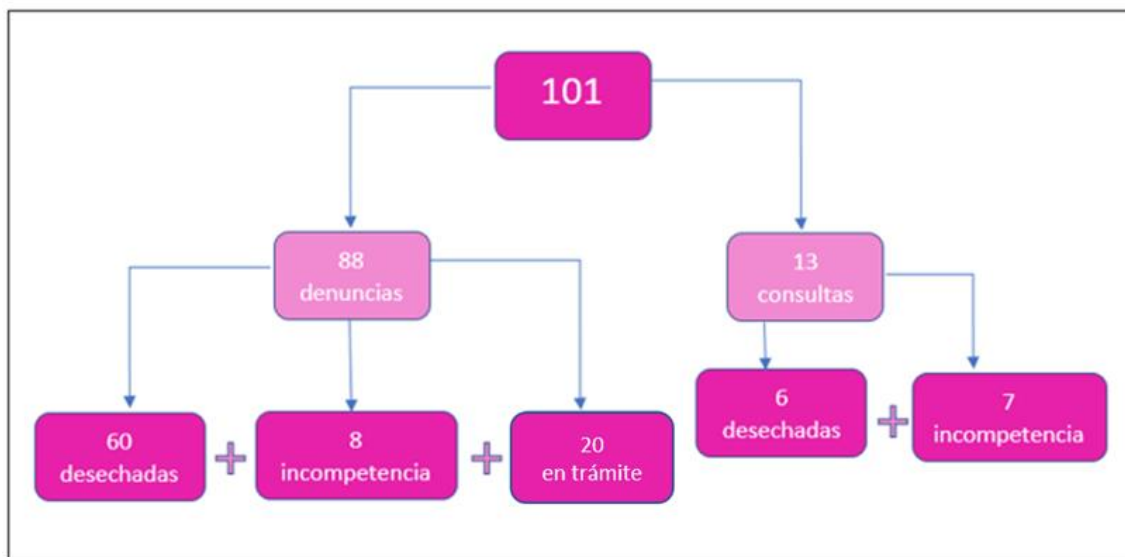 101
88
denuncias
13
consultas
60
desechadas
+
8
incompetencia
+
20
en trámite
6
desechadas
+
7
incompetencia